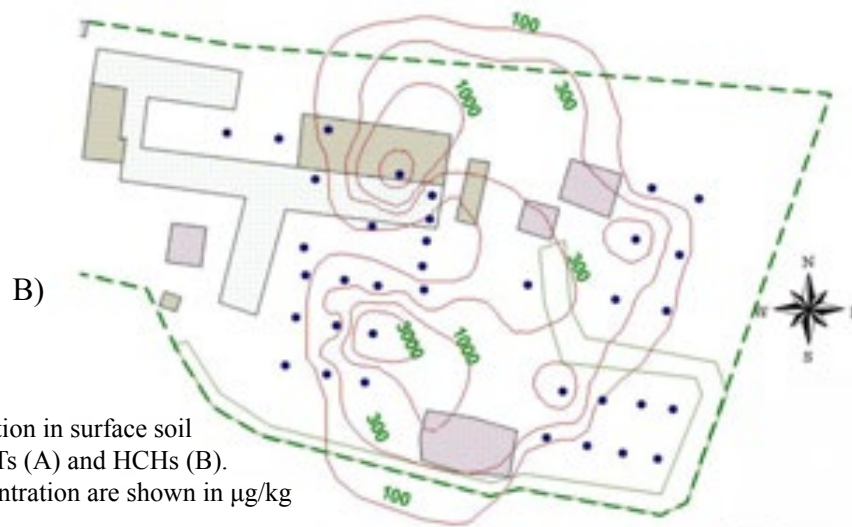 100
1000
300
B)
300
3000
1000
300
100
N
W
S
tion in surface soil
Ts (A) and HCHs (B).
entration are shown in µg/kg